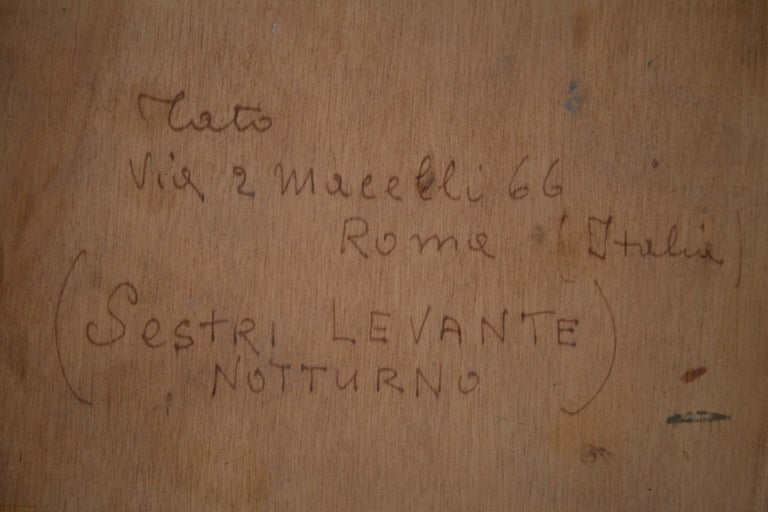 Tato
Via 2 Macelli 66
Roma (Italia)
(Sestri LEVANTE
NOTTURNO)